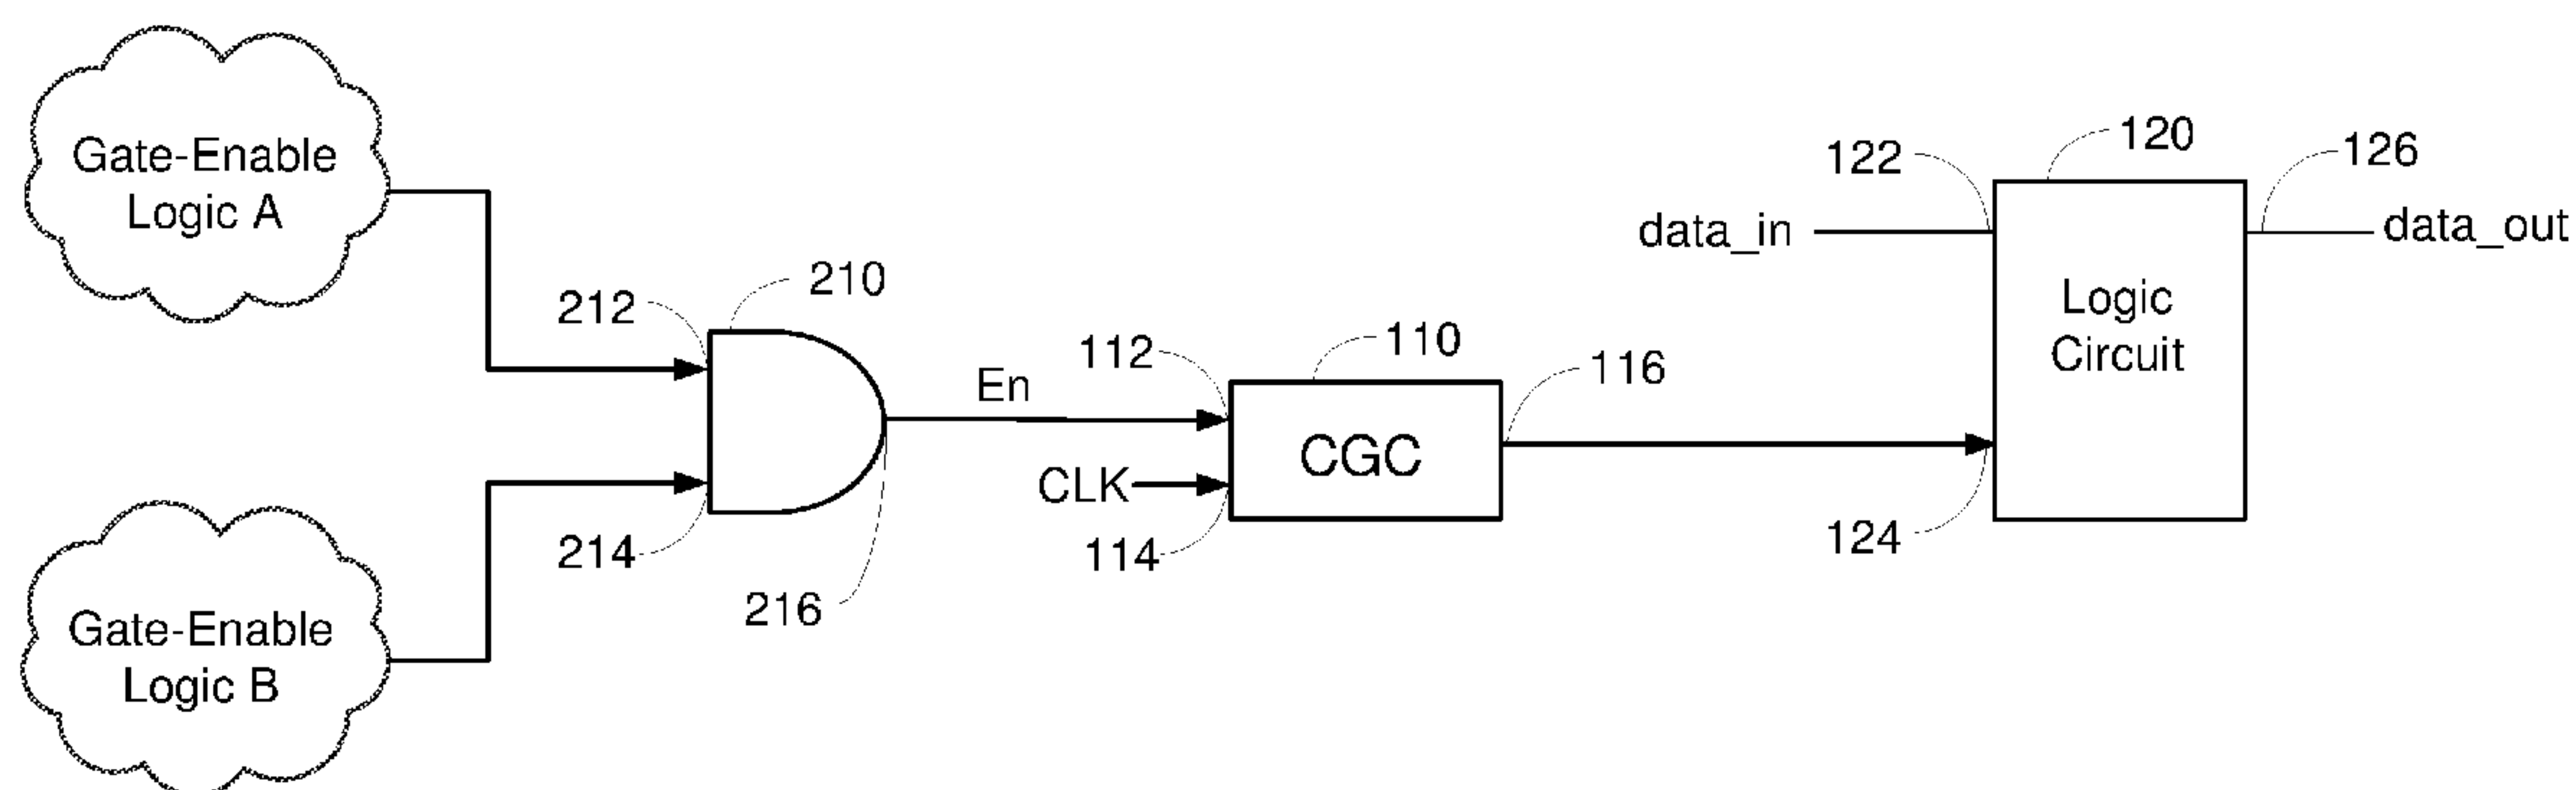 Gate-Enable
Logic A
Gate-Enable
Logic B
212
210
214
216
En
112
110
116
CLK
114
CGC
122
120
126
data_in
data_out
Logic
Circuit
124